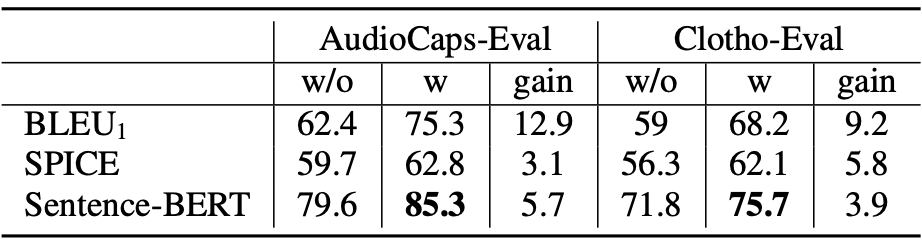 AudioCaps-Eval Clotho-Eval
w/o w gain w/o w gain
BLEU₁ 62.4 75.3 12.9 59 68.2 9.2
SPICE 59.7 62.8 3.1 56.3 62.1 5.8
Sentence-BERT 79.6 85.3 5.7 71.8 75.7 3.9